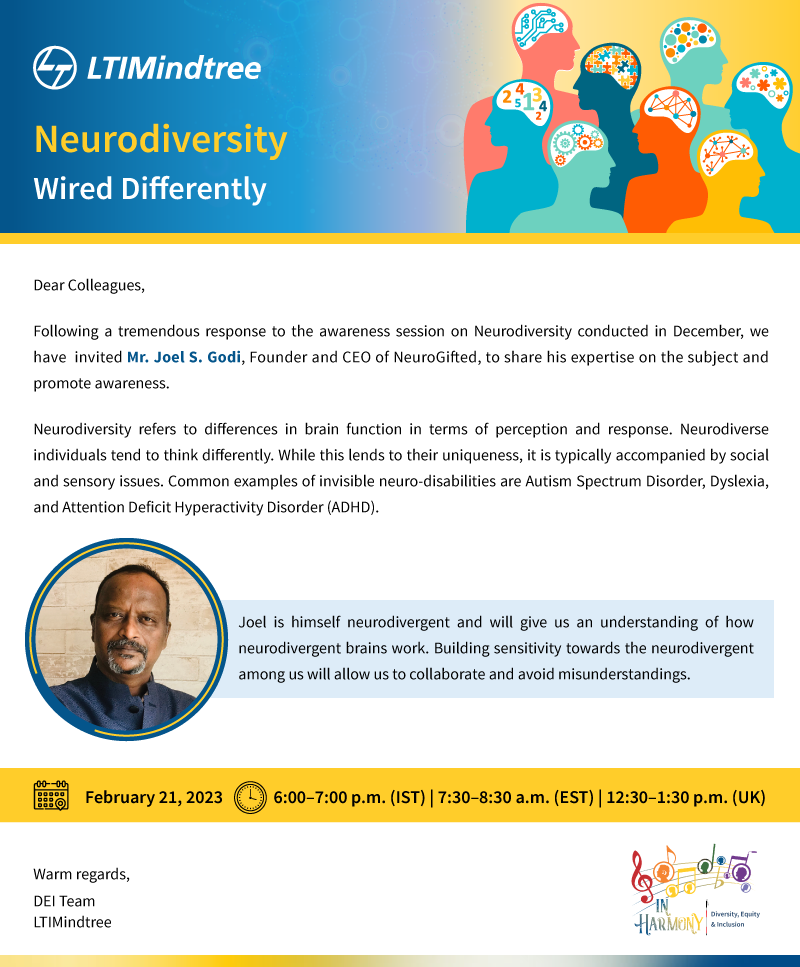 LTIMindtree
Neurodiversity
Wired Differently
2 4 5 1 3 4 2
Dear Colleagues,
Following a tremendous response to the awareness session on Neurodiversity conducted in December, we
have invited Mr. Joel S. Godi, Founder and CEO of NeuroGifted, to share his expertise on the subject and
promote awareness.
Neurodiversity refers to differences in brain function in terms of perception and response. Neurodiverse
individuals tend to think differently. While this lends to their uniqueness, it is typically accompanied by social
and sensory issues. Common examples of invisible neuro-disabilities are Autism Spectrum Disorder, Dyslexia,
and Attention Deficit Hyperactivity Disorder (ADHD).
Joel is himself neurodivergent and will give us an understanding of how
neurodivergent brains work. Building sensitivity towards the neurodivergent
among us will allow us to collaborate and avoid misunderstandings.
February 21, 2023 6:00–7:00 p.m. (IST) | 7:30–8:30 a.m. (EST) | 12:30–1:30 p.m. (UK)
Warm regards,
DEI Team
LTIMindtree
IN
HARMONY
Diversity, Equity
& Inclusion